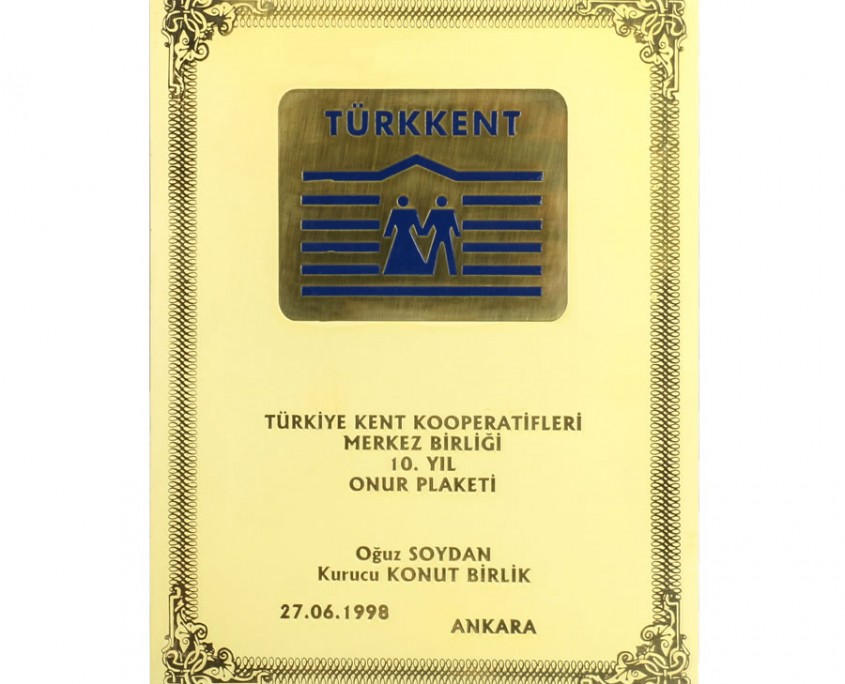 TÜRKKENT
TÜRKİYE KENT KOOPERATİFLERİ
MERKEZ BİRLİĞİ
10. YIL
ONUR PLAKETİ
Oğuz SOYDAN
Kurucu KONUT BİRLİK
27.06.1998 ANKARA